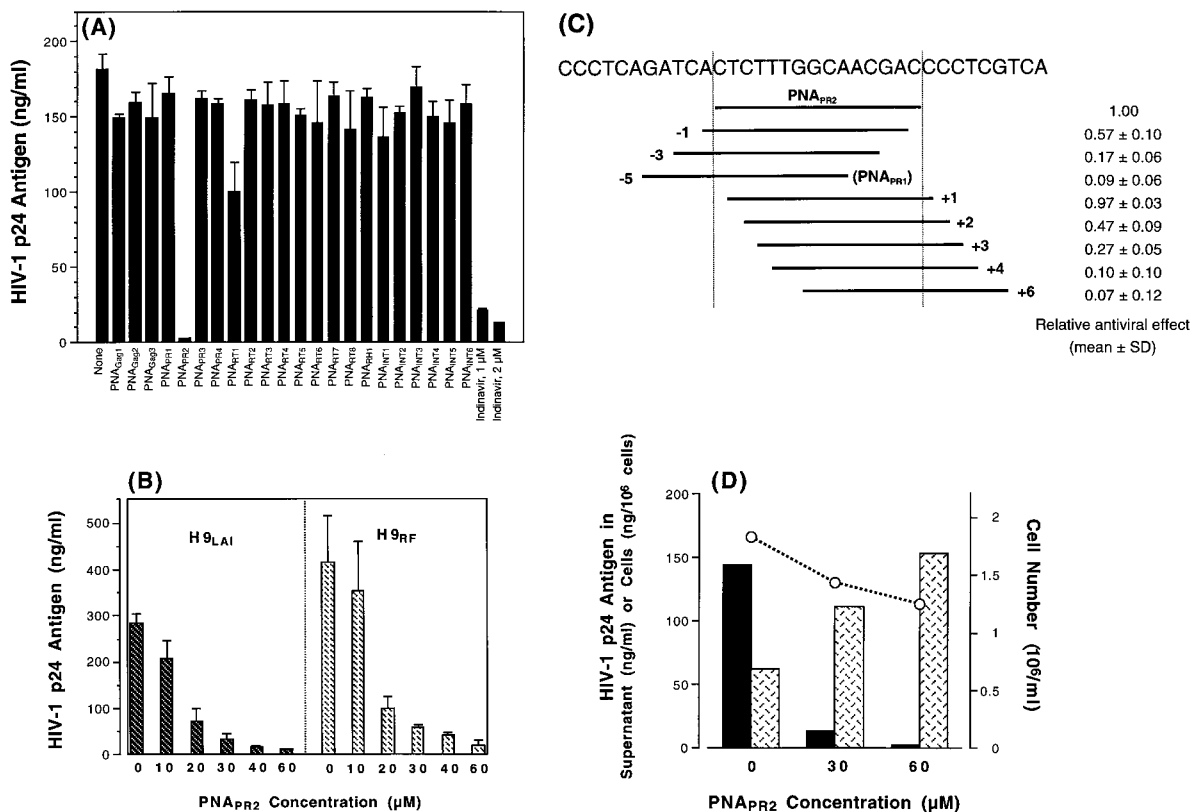 (A)
HIV-1 p24 Antigen (ng/ml)
200
150
100
50
0
None
PNAGag1
PNAGag2
PNAGag3
PNAPR1
PNAPR2
PNAPR3
PNAPR4
PNART1
PNART2
PNART3
PNART4
PNART5
PNART6
PNART7
PNART8
PNARH1
PNAINT1
PNAINT2
PNAINT3
PNAINT4
PNAINT5
PNAINT6
Indinavir, 1 µM
Indinavir, 2 µM
(C)
CCCTCAGATCACTCTTTGGCAACGACCCCTCGTCA
PNAPR2
1.00
-1
0.57 ± 0.10
-3
0.17 ± 0.06
-5
(PNAPR1)
0.09 ± 0.06
+1
0.97 ± 0.03
+2
0.47 ± 0.09
+3
0.27 ± 0.05
+4
0.10 ± 0.10
+6
0.07 ± 0.12
Relative antiviral effect
(mean ± SD)
(B)
HIV-1 p24 Antigen (ng/ml)
500
400
300
200
100
0
H9LAI
H9RF
0 10 20 30 40 60 0 10 20 30 40 60
PNAPR2 Concentration (µM)
(D)
HIV-1 p24 Antigen in
Supernatant (ng/ml) or Cells (ng/10⁶ cells)
200
150
100
50
0
2
1.5
1
0.5
0
Cell Number (10⁶/ml)
0 30 60
PNAPR2 Concentration (µM)